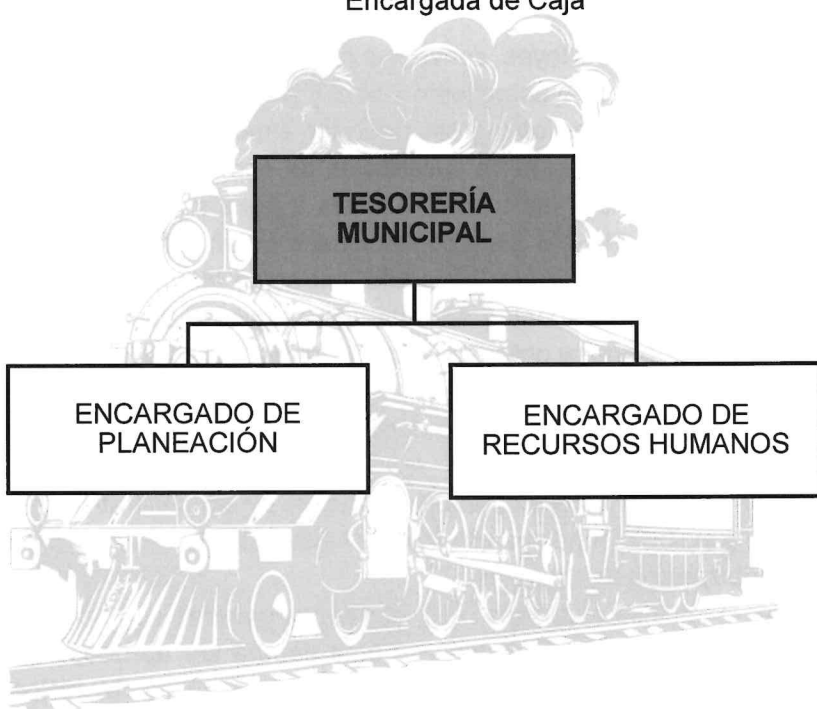 Encargada de Caja
TESORERÍA
MUNICIPAL
ENCARGADO DE
PLANEACIÓN
ENCARGADO DE
RECURSOS HUMANOS